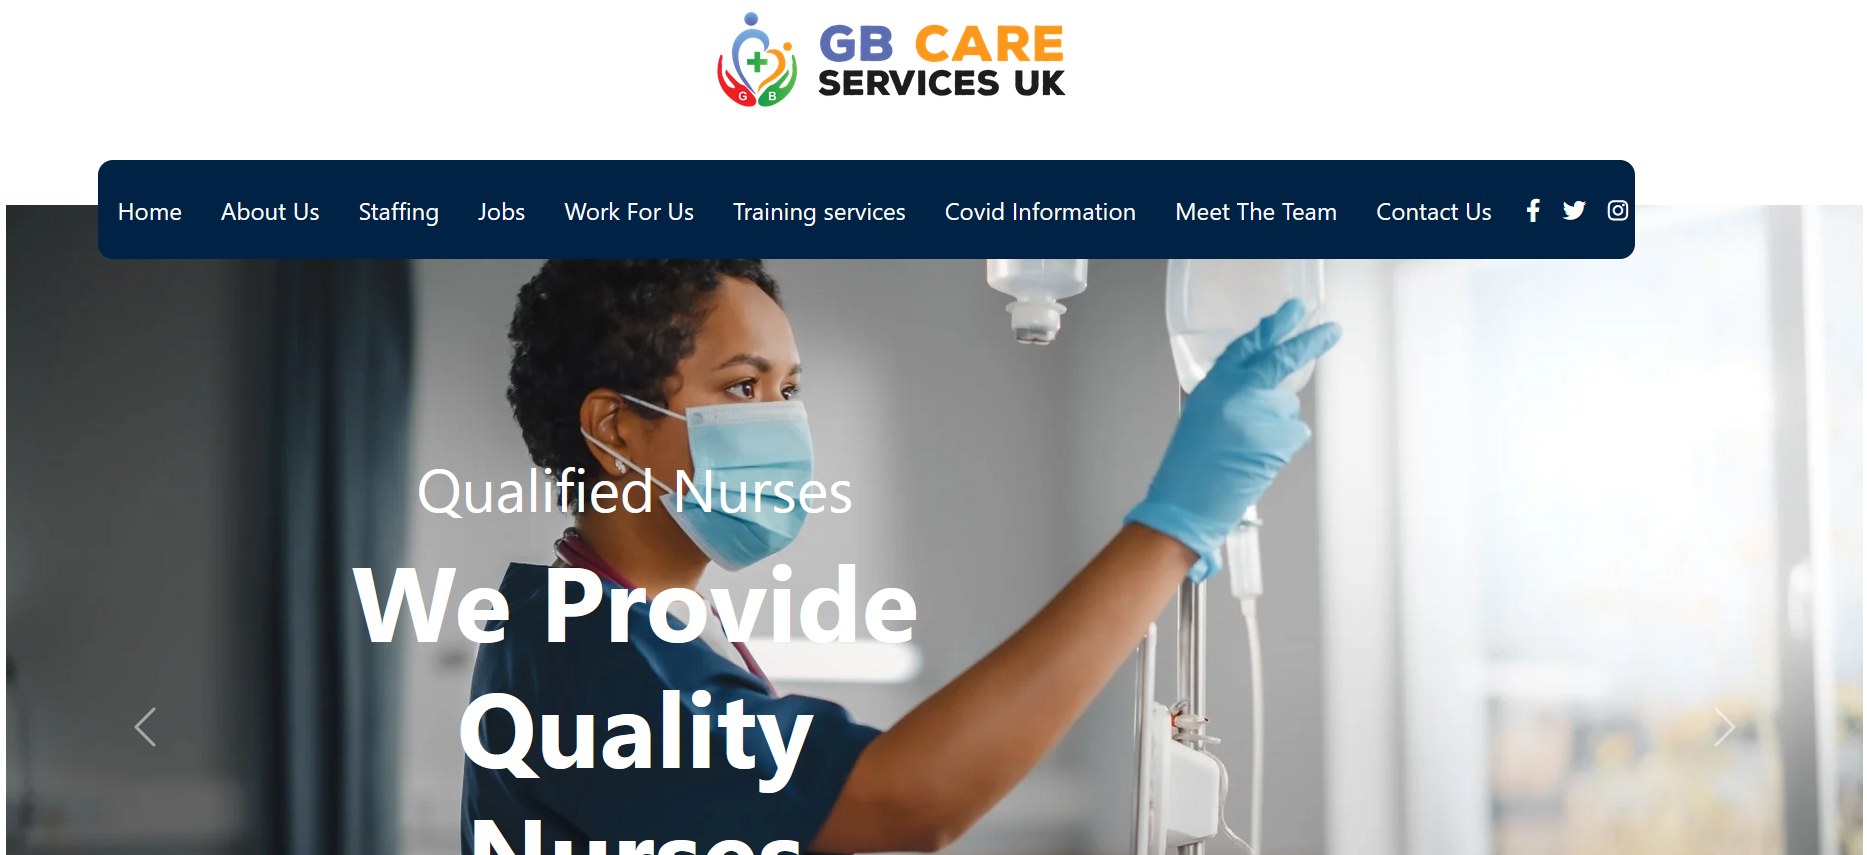 GB CARE
SERVICES UK
G B
Home About Us Staffing Jobs Work For Us Training services Covid Information Meet The Team Contact Us
Qualified Nurses
We Provide
Quality
Nurses